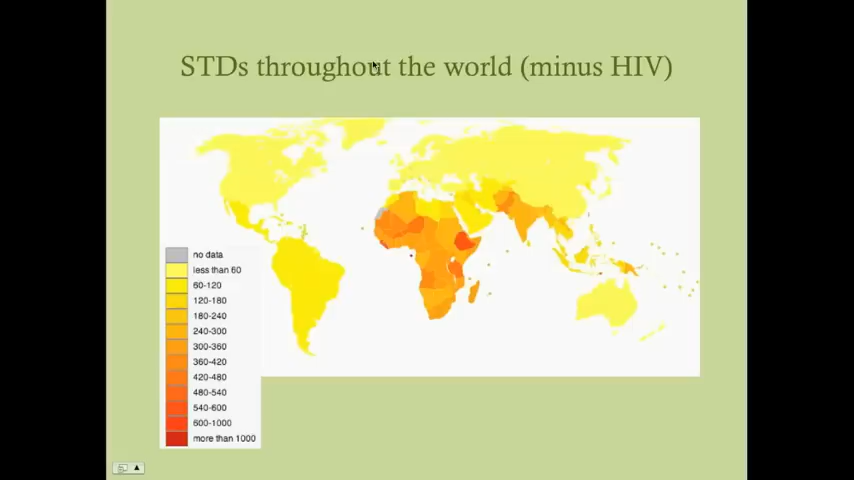 STDs throughout the world (minus HIV)
no data
less than 60
60-120
120-180
180-240
240-300
300-360
360-420
420-480
480-540
540-600
600-1000
more than 1000